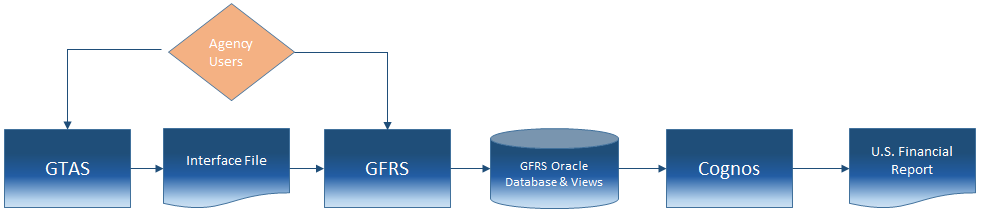 Agency
Users
GTAS
Interface File
GFRS
GFRS Oracle
Database & Views
Cognos
U.S. Financial
Report